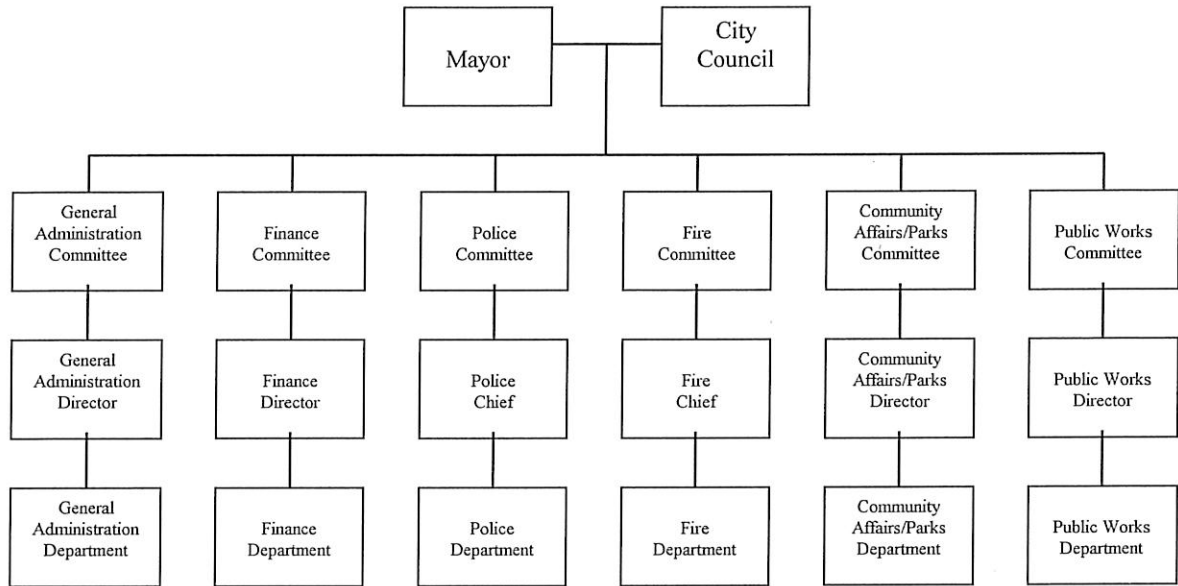 Mayor
City
Council
General
Administration
Committee
Finance
Committee
Police
Committee
Fire
Committee
Community
Affairs/Parks
Committee
Public Works
Committee
General
Administration
Director
Finance
Director
Police
Chief
Fire
Chief
Community
Affairs/Parks
Director
Public Works
Director
General
Administration
Department
Finance
Department
Police
Department
Fire
Department
Community
Affairs/Parks
Department
Public Works
Department